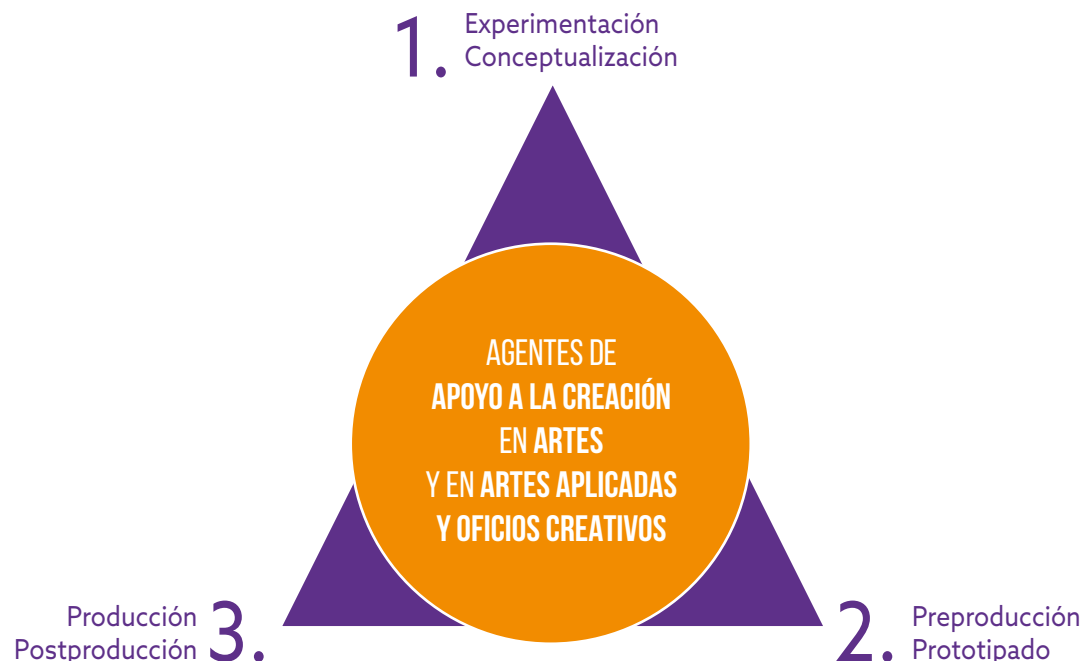 1. Experimentación
Conceptualización
AGENTES DE
APOYO A LA CREACIÓN
EN ARTES
Y EN ARTES APLICADAS
Y OFICIOS CREATIVOS
Producción
Postproducción 3.
2. Preproducción
Prototipado